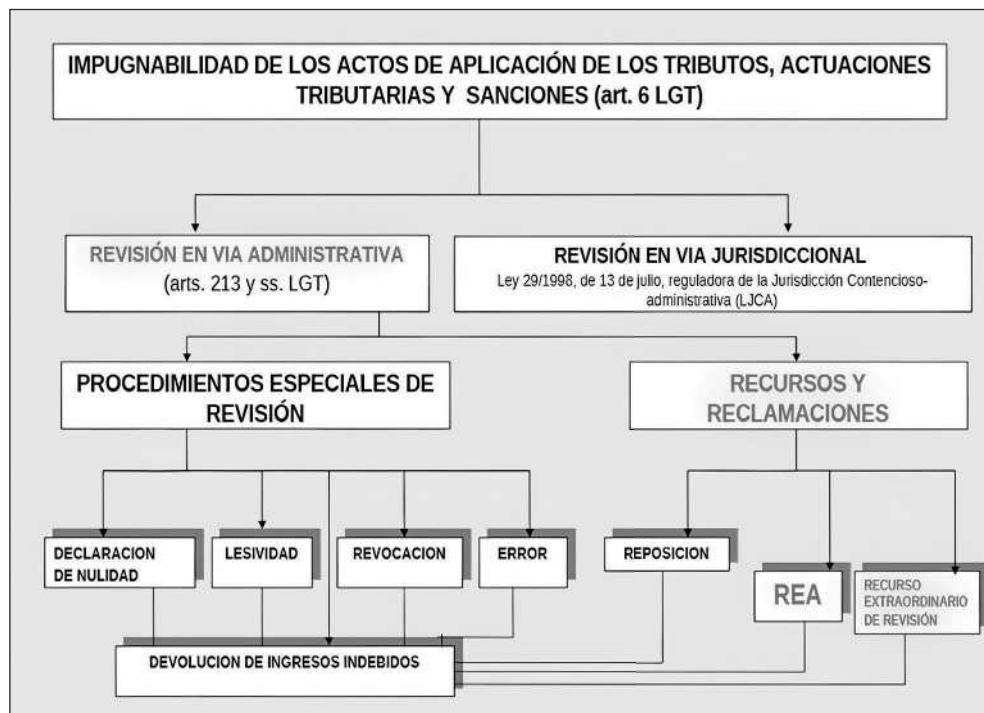 IMPUGNABILIDAD DE LOS ACTOS DE APLICACIÓN DE LOS TRIBUTOS, ACTUACIONES
TRIBUTARIAS Y SANCIONES (art. 6 LGT)
REVISIÓN EN VIA ADMINISTRATIVA
(arts. 213 y ss. LGT)
REVISIÓN EN VIA JURISDICCIONAL
Ley 29/1998, de 13 de julio, reguladora de la Jurisdicción Contencioso-
administrativa (LJCA)
PROCEDIMIENTOS ESPECIALES DE
REVISIÓN
RECURSOS Y
RECLAMACIONES
DECLARACION
DE NULIDAD
LESIVIDAD
REVOCACION
ERROR
REPOSICION
REA
RECURSO
EXTRAORDINARIO
DE REVISIÓN
DEVOLUCION DE INGRESOS INDEBIDOS